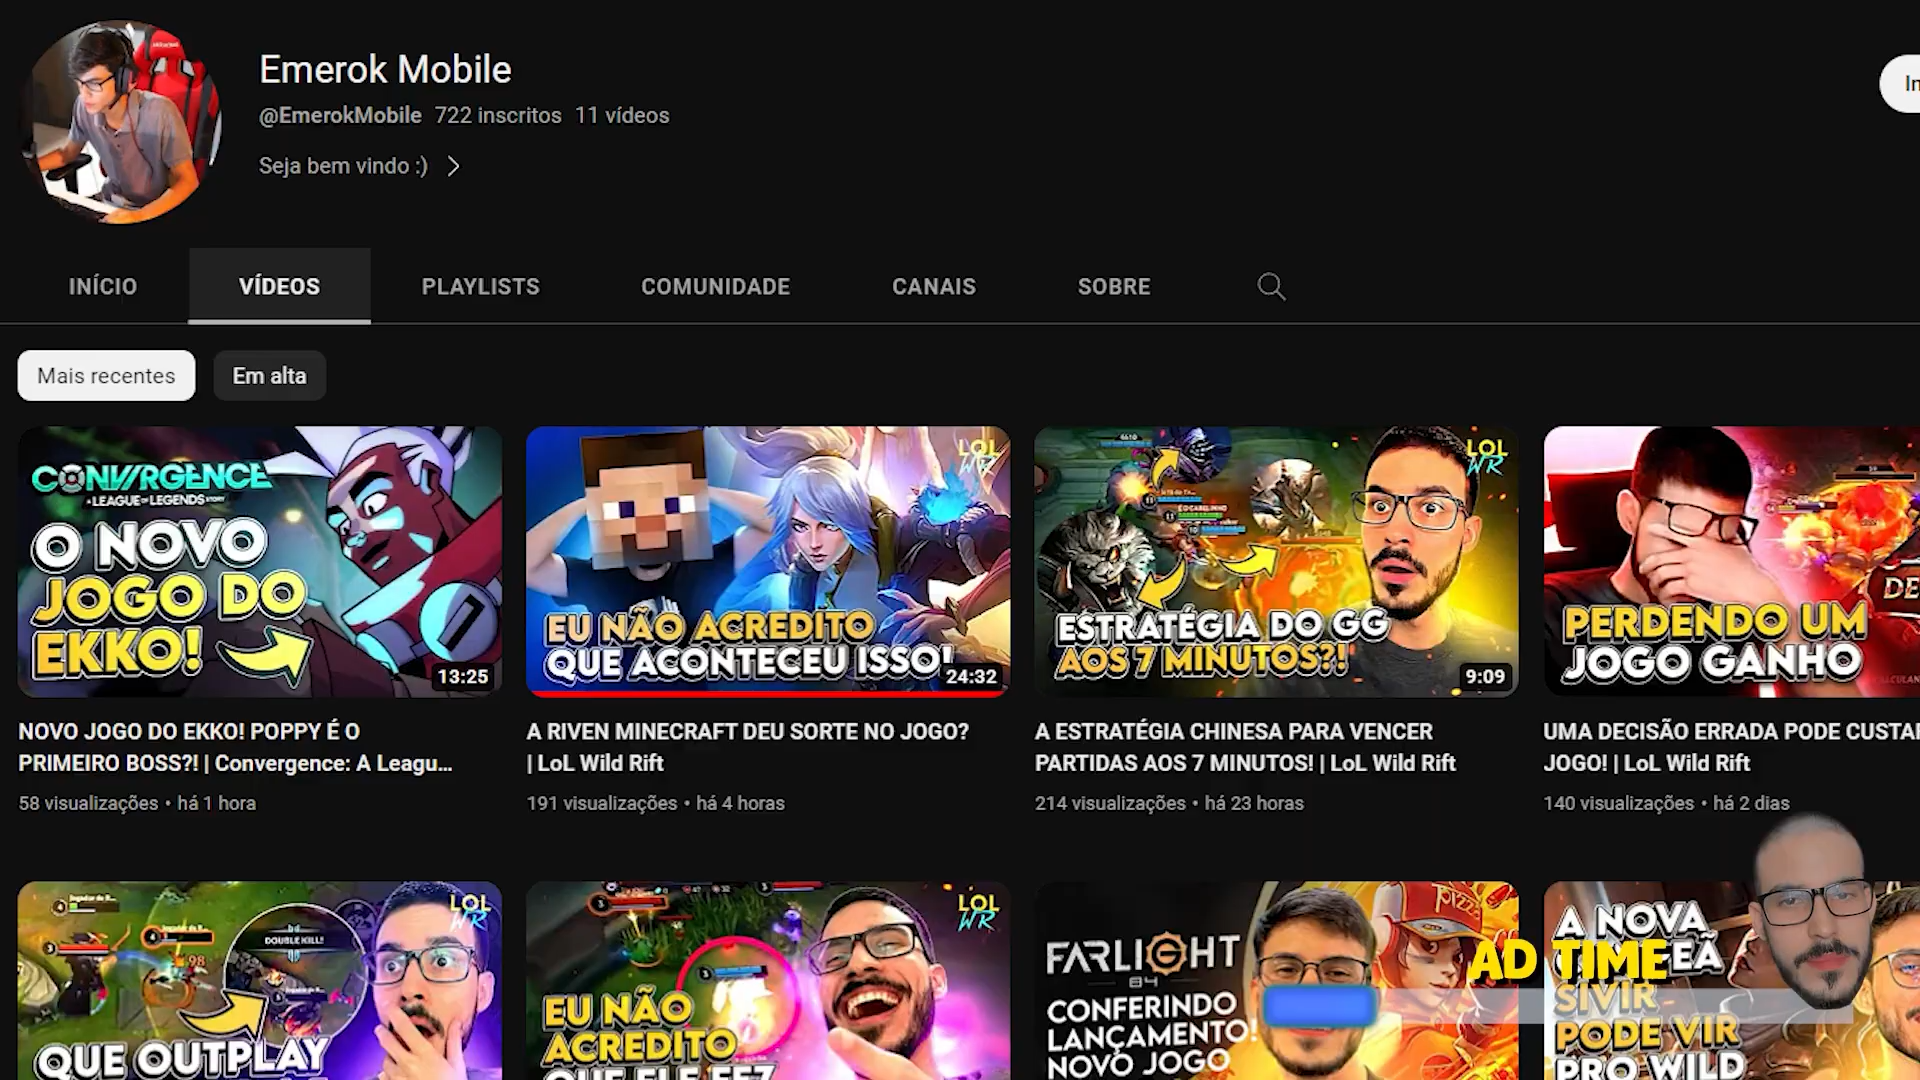 Emerok Mobile
@EmerokMobile 722 inscritos 11 vídeos
Seja bem vindo :)
INÍCIO VÍDEOS PLAYLISTS COMUNIDADE CANAIS SOBRE
Mais recentes Em alta
CONVERGENCE
A LEAGUE OF LEGENDS STORY
O NOVO
JOGO DO
EKKO!
13:25
LOL
WR
EU NÃO ACREDITO
QUE ACONTECEU ISSO!
24:32
LOL
WR
ESTRATÉGIA DO GG
AOS 7 MINUTOS?!
9:09
DE
PERDENDO UM
JOGO GANHO
NOVO JOGO DO EKKO! POPPY É O
PRIMEIRO BOSS?! | Convergence: A Leagu...
58 visualizações • há 1 hora
A RIVEN MINECRAFT DEU SORTE NO JOGO?
| LoL Wild Rift
191 visualizações • há 4 horas
A ESTRATÉGIA CHINESA PARA VENCER
PARTIDAS AOS 7 MINUTOS! | LoL Wild Rift
214 visualizações • há 23 horas
UMA DECISÃO ERRADA PODE CUSTAR
JOGO! | LoL Wild Rift
140 visualizações • há 2 dias
LOL
WR
DOUBLE KILL!
QUE OUTPLAY
LOL
WR
EU NÃO
ACREDITO
QUE ELE FEZ
FARLIGHT
84
CONFERINDO
LANÇAMENTO!
NOVO JOGO
PIZZA
A NOVA
SIVIR
PODE VIR
PRO WILD
AD TIME